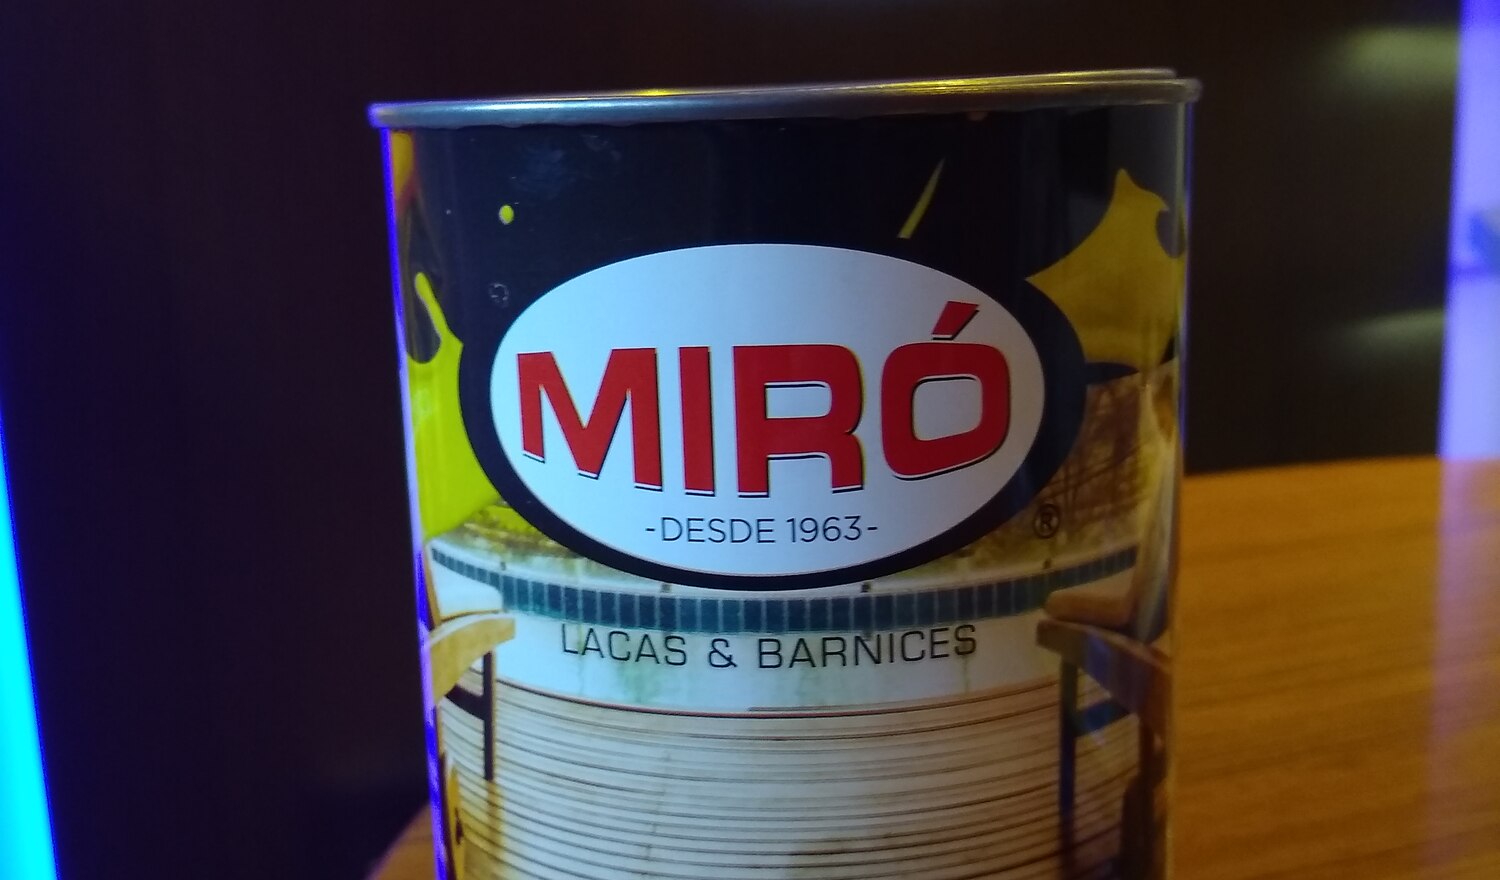 MIRÓ
-DESDE 1963-
®
LACAS & BARNICES